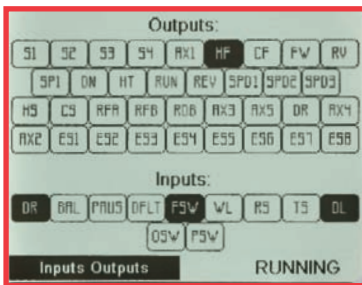 Outputs:
S1 S2 S3 S4 AX1 HF CF FW RV
SP1 DN HT RUN REV SPD1 SPD2 SPD3
HS CS RFA RFB RDB AX3 AX5 DR AX4
AX2 ES1 ES2 ES3 ES4 ES5 ES6 ES7 ES8
Inputs:
DR BAL PAUS DFLT FSW WL RS TS DL
OSW PSW
Inputs Outputs RUNNING